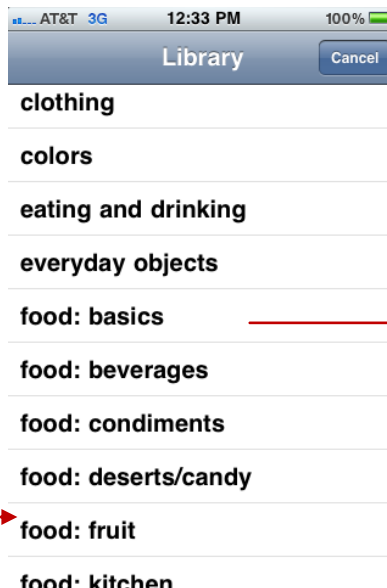 AT&T 3G 12:33 PM 100%
Library Cancel
clothing
colors
eating and drinking
everyday objects
food: basics
food: beverages
food: condiments
food: deserts/candy
food: fruit
food: kitchen